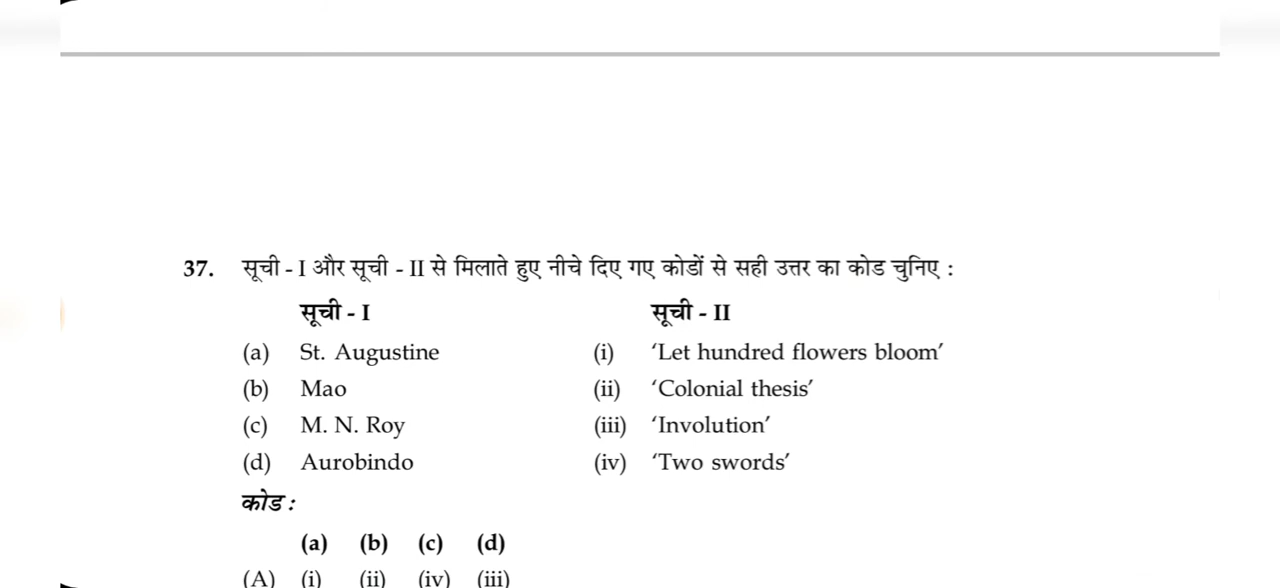 37. सूची - I और सूची - II से मिलाते हुए नीचे दिए गए कोडों से सही उत्तर का कोड चुनिए :
सूची - I सूची - II
(a) St. Augustine (i) ‘Let hundred flowers bloom’
(b) Mao (ii) ‘Colonial thesis’
(c) M. N. Roy (iii) ‘Involution’
(d) Aurobindo (iv) ‘Two swords’
कोड :
(a) (b) (c) (d)
(A) (i) (ii) (iv) (iii)